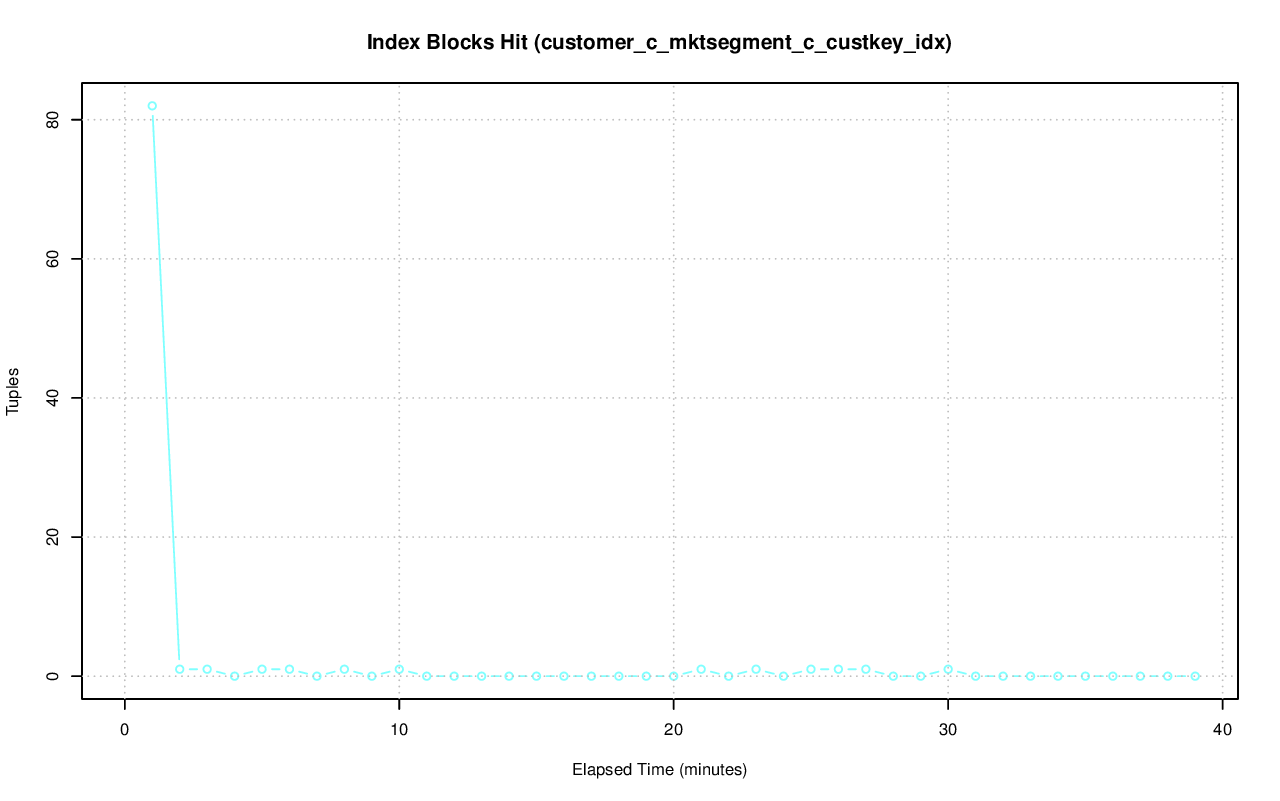 Index Blocks Hit (customer_c_mktsegment_c_custkey_idx)
Tuples
80
60
40
20
0
0 10 20 30 40
Elapsed Time (minutes)